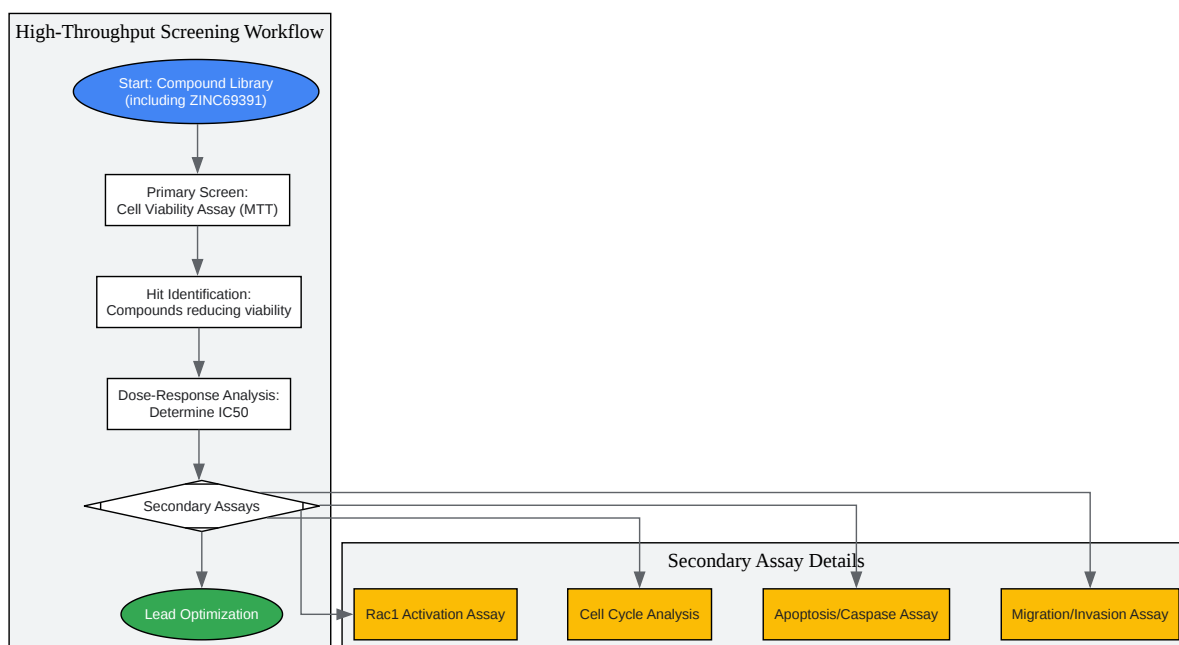 High-Throughput Screening Workflow
Start: Compound Library
(including ZINC69391)
Primary Screen:
Cell Viability Assay (MTT)
Hit Identification:
Compounds reducing viability
Dose-Response Analysis:
Determine IC50
Secondary Assays
Lead Optimization
Secondary Assay Details
Rac1 Activation Assay
Cell Cycle Analysis
Apoptosis/Caspase Assay
Migration/Invasion Assay